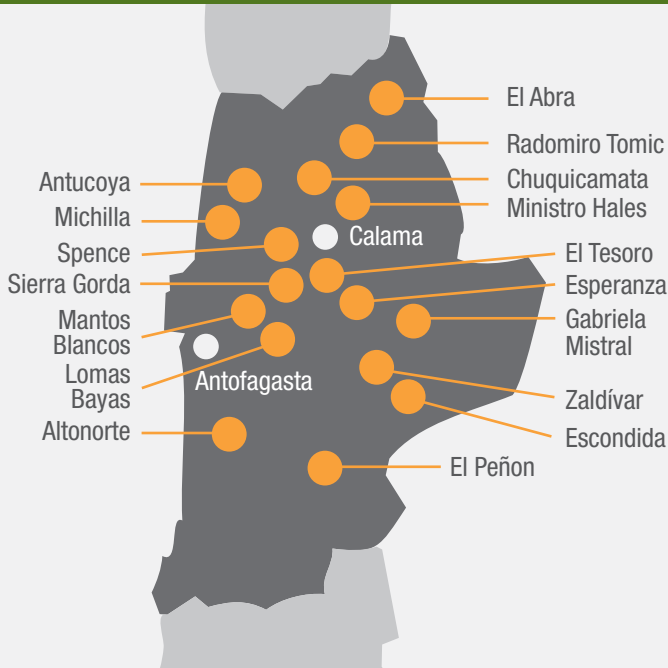 El Abra
Radomiro Tomic
Chuquicamata
Ministro Hales
Antucoya
Michilla
Spence
Sierra Gorda
Mantos
Blancos
Lomas
Bayas
Altonorte
Calama
Antofagasta
El Tesoro
Esperanza
Gabriela
Mistral
Zaldívar
Escondida
El Peñon